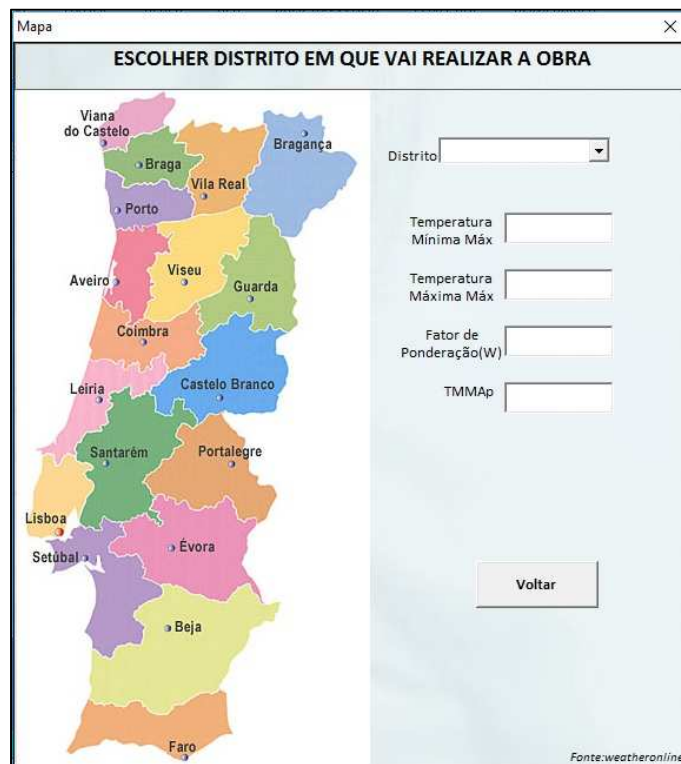 Mapa
ESCOLHER DISTRITO EM QUE VAI REALIZAR A OBRA
Viana
do Castelo
Braga
Bragança
Vila Real
Porto
Aveiro
Viseu
Guarda
Coimbra
Leiria
Castelo Branco
Santarém
Portalegre
Lisboa
Setúbal
Évora
Beja
Faro
Distrito
Temperatura
Mínima Máx
Temperatura
Máxima Máx
Fator de
Ponderação(W)
TMMAp
Voltar
Fonte:weatheronline